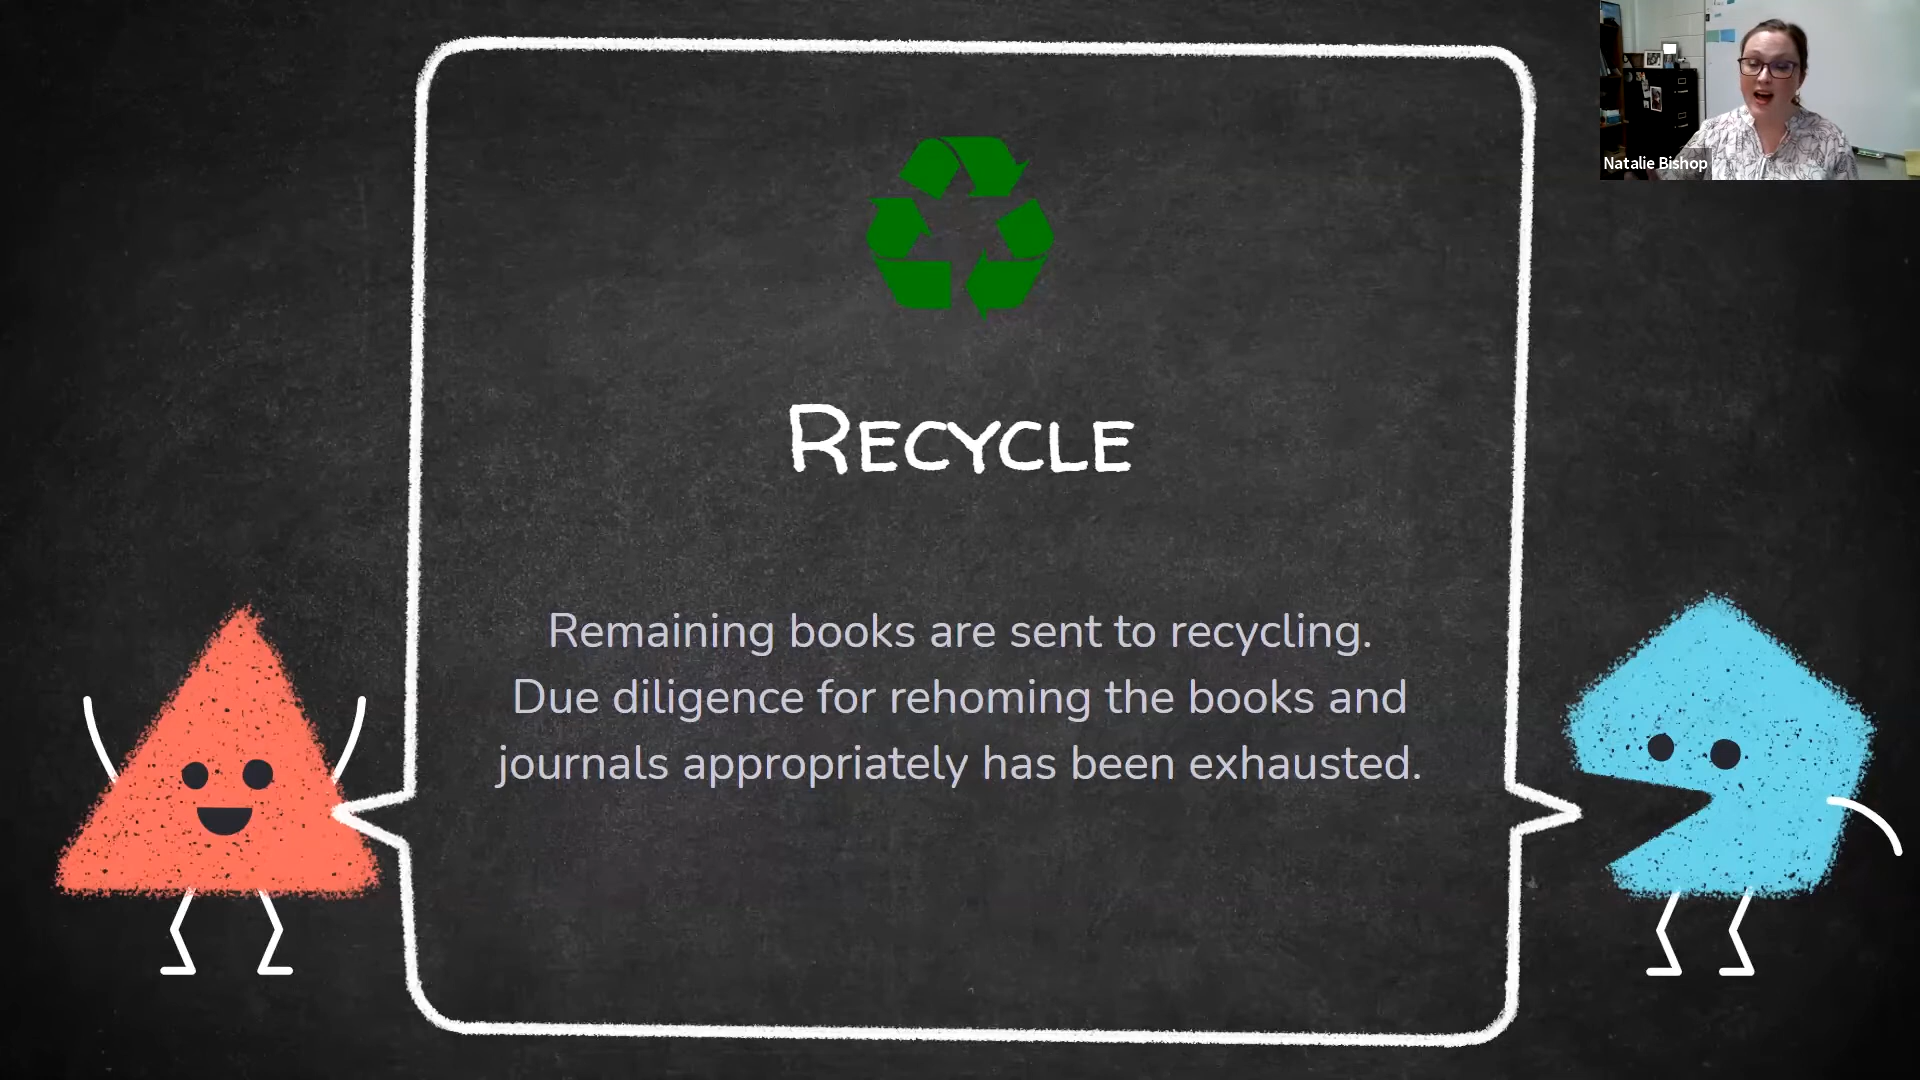 Natalie Bishop
Recycle
Remaining books are sent to recycling.
Due diligence for rehoming the books and
journals appropriately has been exhausted.